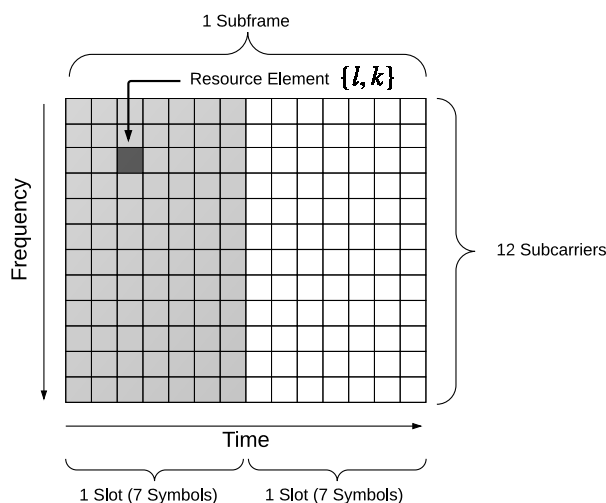 1 Subframe
Resource Element {l, k}
Frequency
12 Subcarriers
Time
1 Slot (7 Symbols) 1 Slot (7 Symbols)